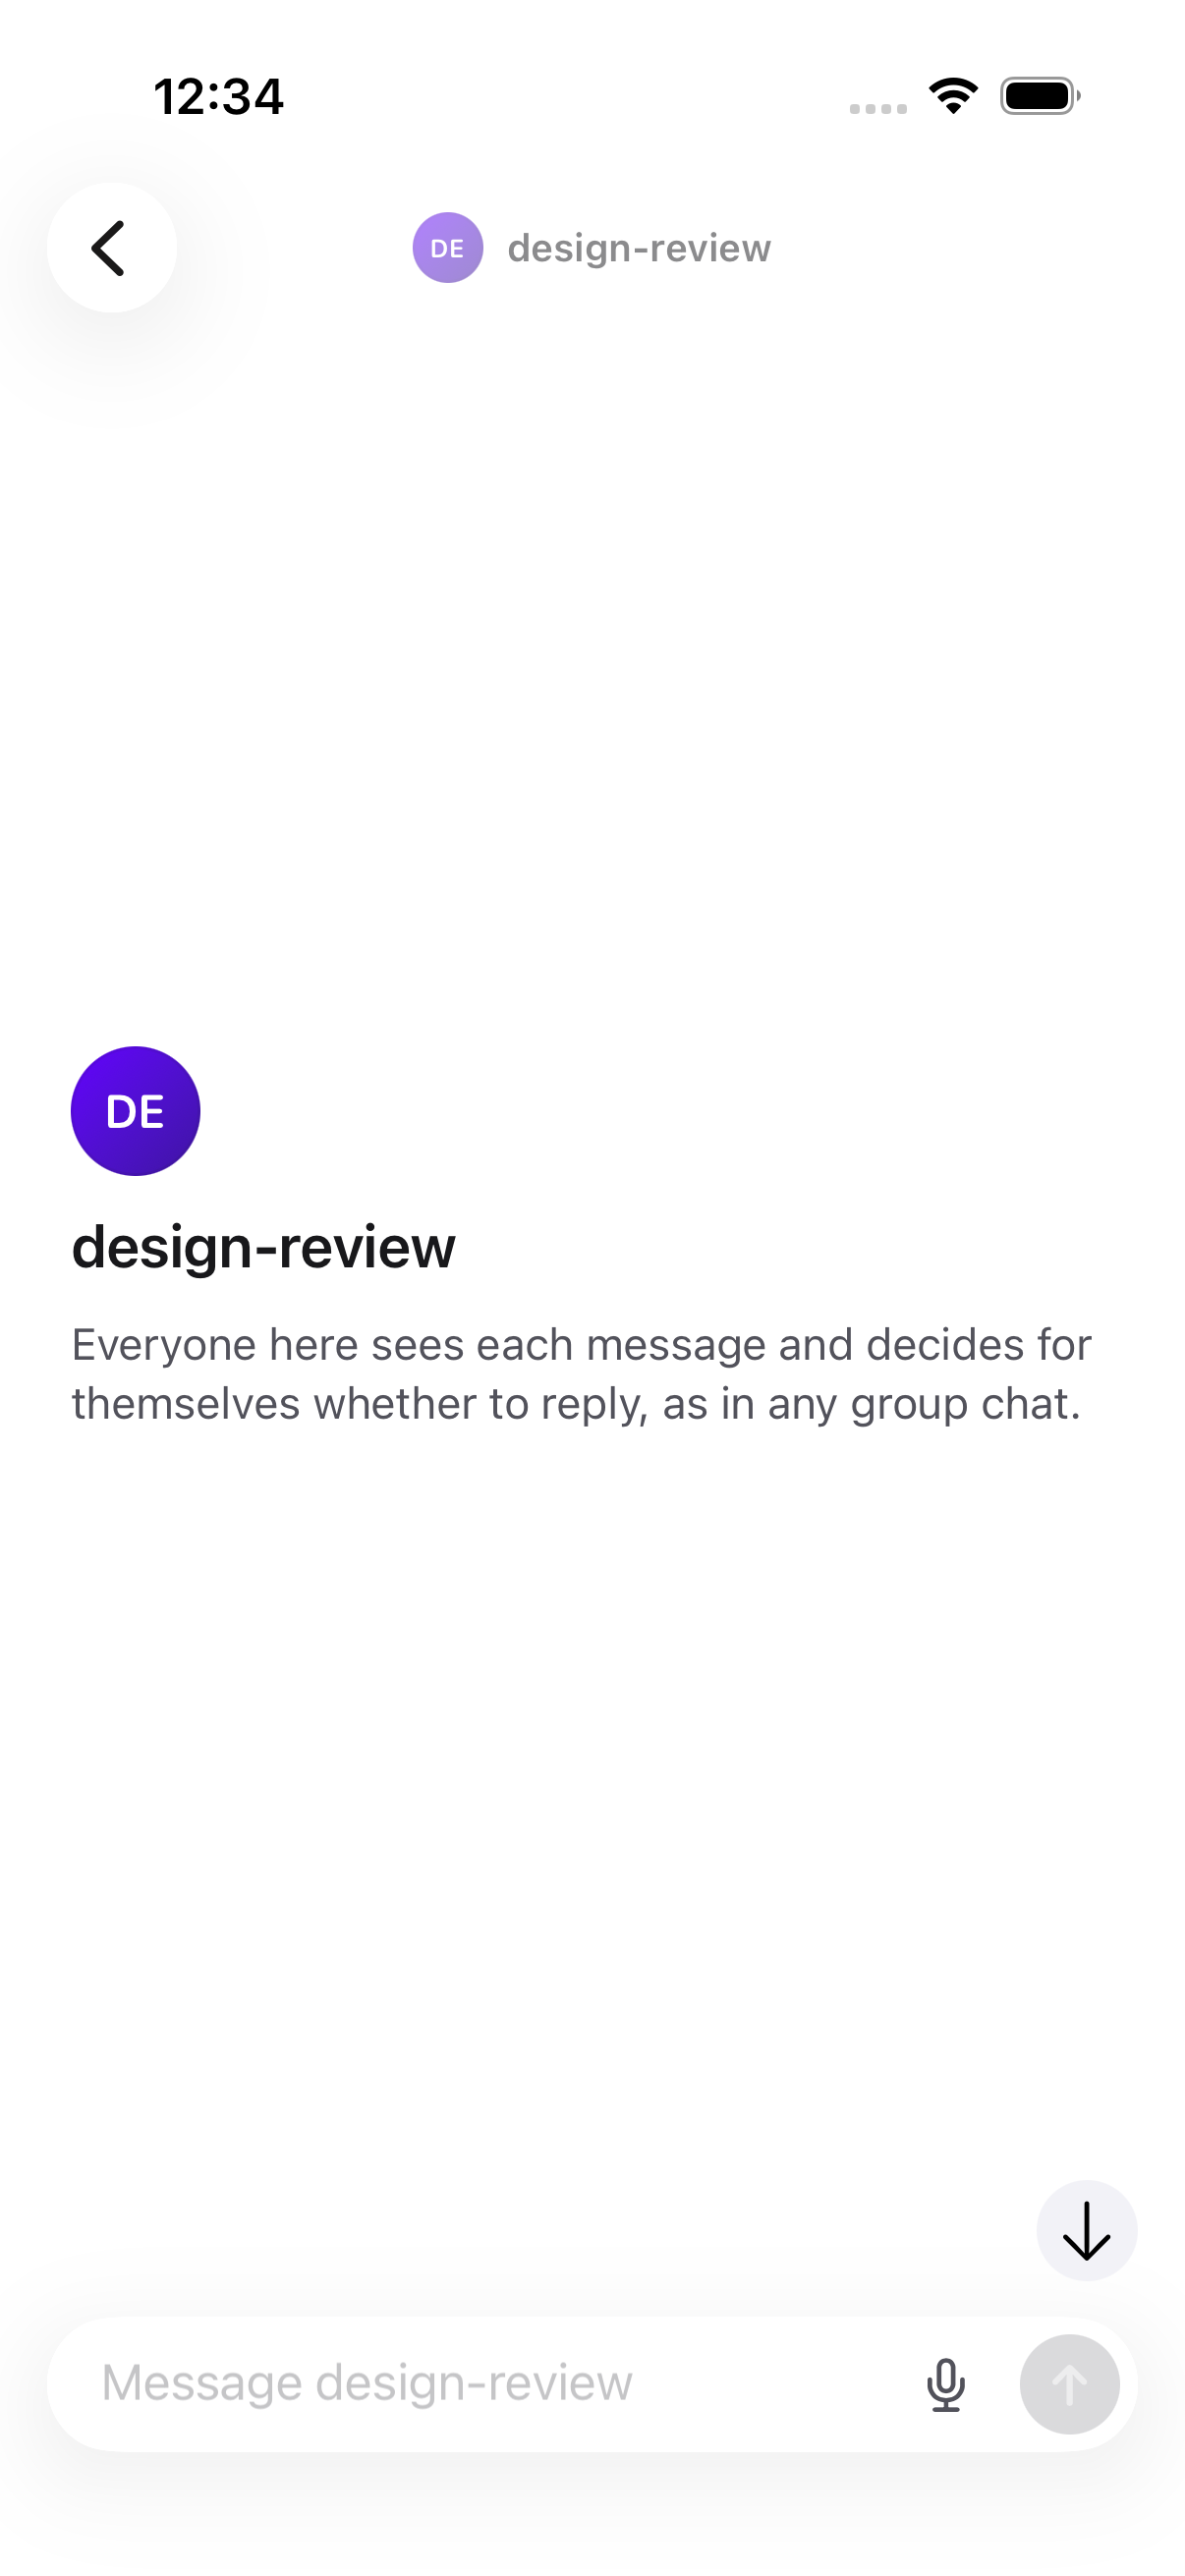 12:34
DE design-review
DE
design-review
Everyone here sees each message and decides for
themselves whether to reply, as in any group chat.
Message design-review